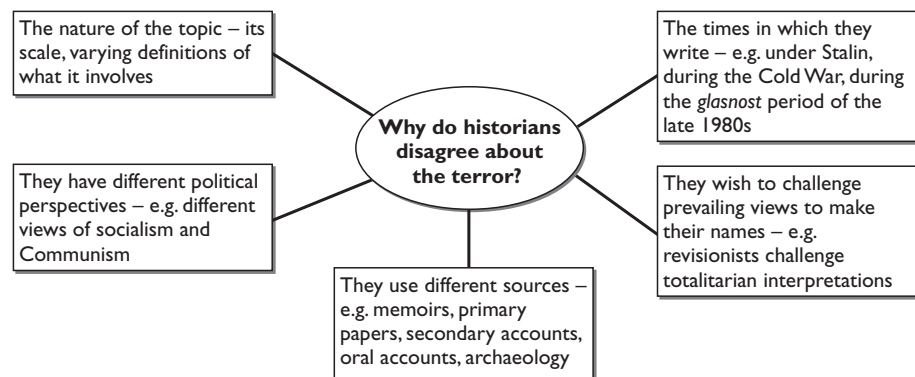 The nature of the topic – its
scale, varying definitions of
what it involves
The times in which they
write – e.g. under Stalin,
during the Cold War, during
the glasnost period of the
late 1980s
Why do historians
disagree about
the terror?
They have different political
perspectives – e.g. different
views of socialism and
Communism
They wish to challenge
prevailing views to make
their names – e.g.
revisionists challenge
totalitarian interpretations
They use different sources –
e.g. memoirs, primary
papers, secondary accounts,
oral accounts, archaeology